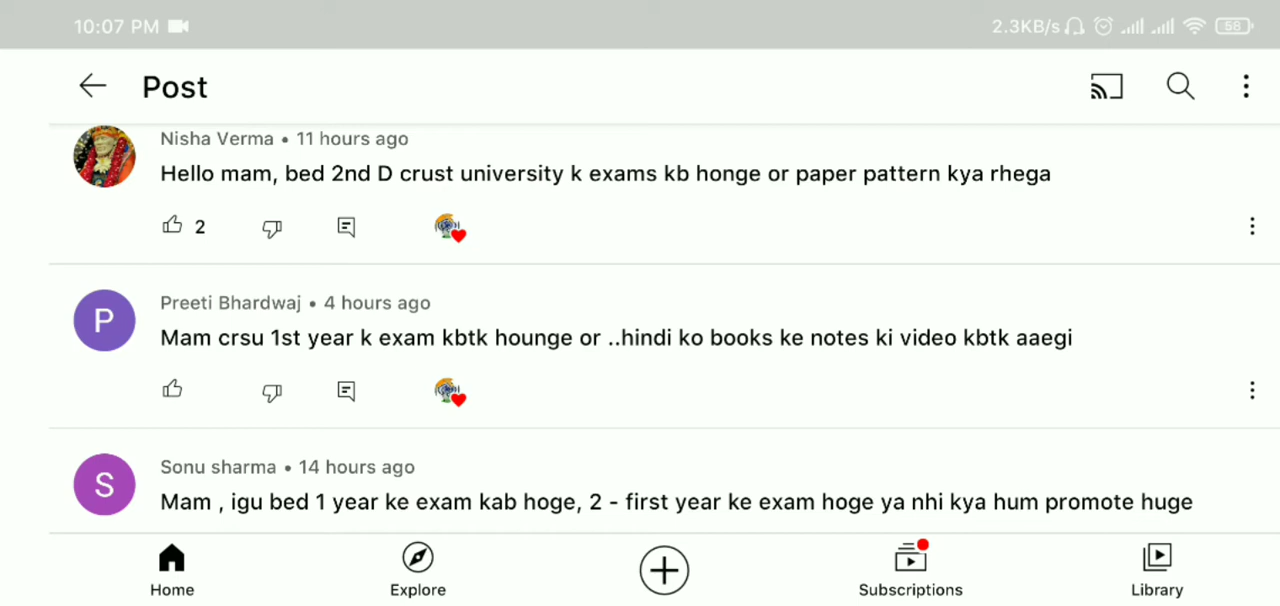 10:07 PM 2.3KB/s 58
Post
Nisha Verma • 11 hours ago
Hello mam, bed 2nd D crust university k exams kb honge or paper pattern kya rhega
2
Preeti Bhardwaj • 4 hours ago
Mam crsu 1st year k exam kbtk hounge or ..hindi ko books ke notes ki video kbtk aaegi
P
Sonu sharma • 14 hours ago
Mam , igu bed 1 year ke exam kab hoge, 2 - first year ke exam hoge ya nhi kya hum promote huge
S
Home Explore Subscriptions Library